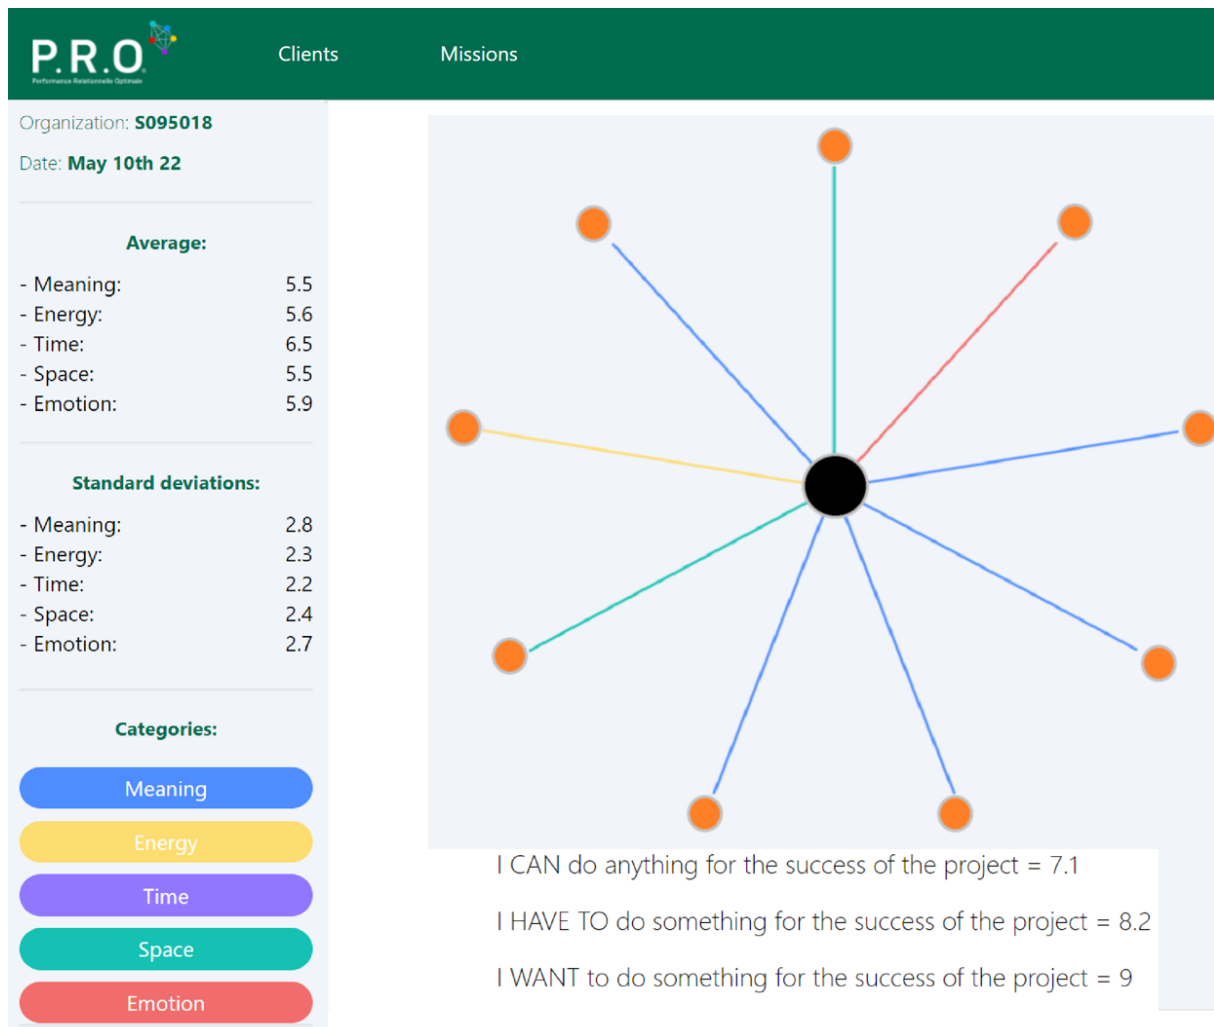 P.R.O
Performance Relationnelle Optimale
Clients
Missions
Organization: S095018
Date: May 10th 22
Average:
- Meaning: 5.5
- Energy: 5.6
- Time: 6.5
- Space: 5.5
- Emotion: 5.9
Standard deviations:
- Meaning: 2.8
- Energy: 2.3
- Time: 2.2
- Space: 2.4
- Emotion: 2.7
Categories:
Meaning
Energy
Time
Space
Emotion
I CAN do anything for the success of the project = 7.1
I HAVE TO do something for the success of the project = 8.2
I WANT to do something for the success of the project = 9